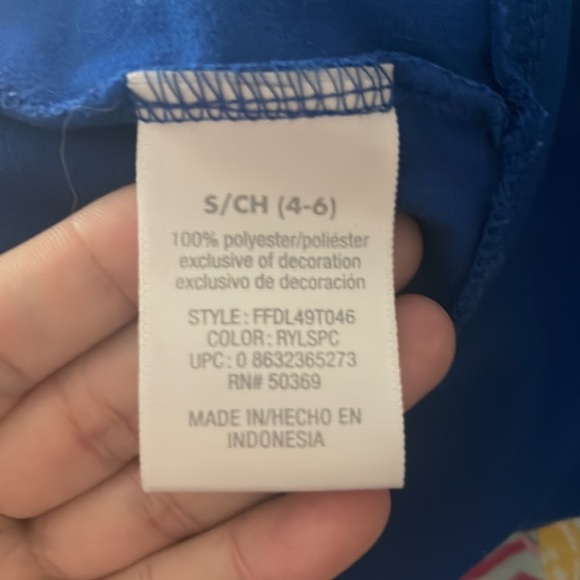 S/CH (4-6)
100% polyester/poliéster
exclusive of decoration
exclusivo de decoración
STYLE: FFDL49T046
COLOR: RYLSPC
UPC: 0 8632365273
RN# 50369
MADE IN/HECHO EN
INDONESIA